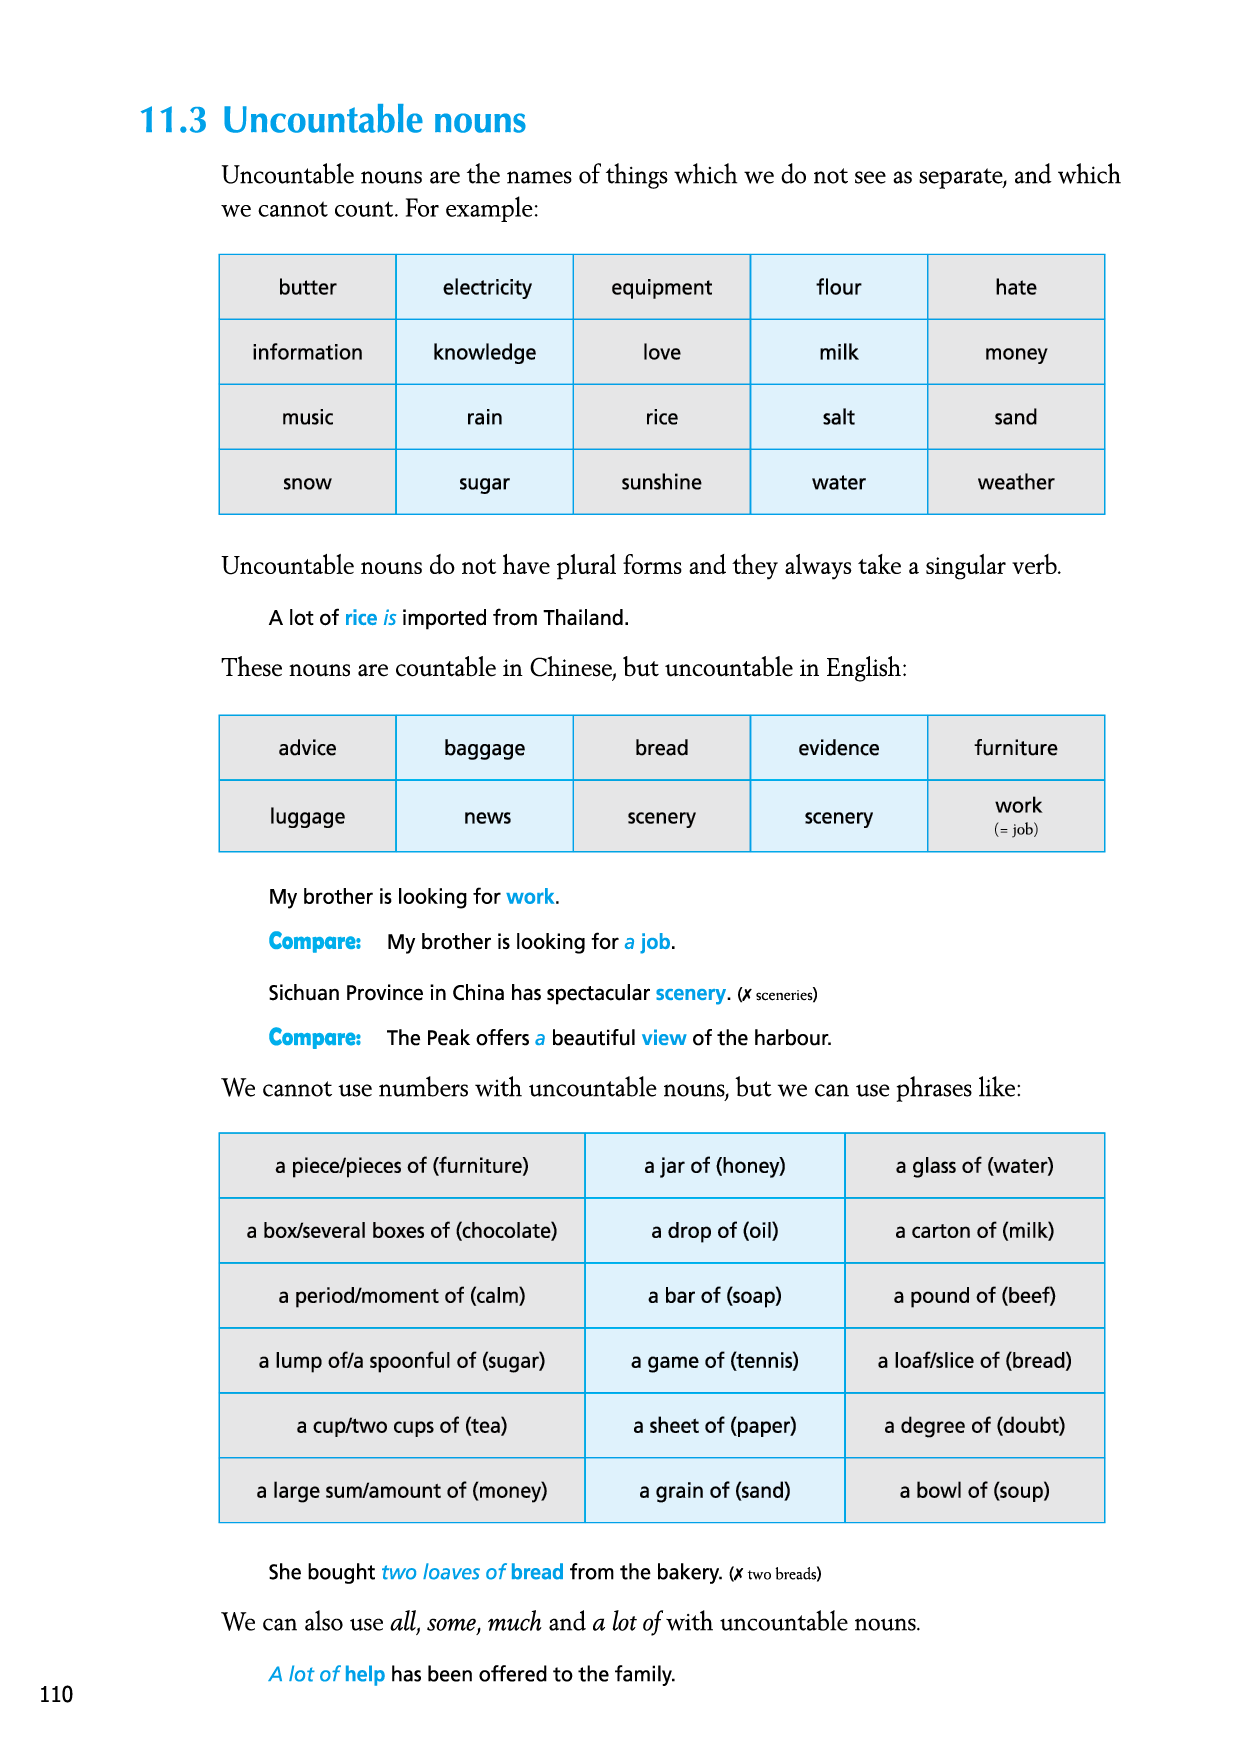 11.3 Uncountable nouns
Uncountable nouns are the names of things which we do not see as separate, and which
we cannot count. For example:
butter electricity equipment flour hate
information knowledge love milk money
music rain rice salt sand
snow sugar sunshine water weather
Uncountable nouns do not have plural forms and they always take a singular verb.
A lot of rice is imported from Thailand.
These nouns are countable in Chinese, but uncountable in English:
advice baggage bread evidence furniture
luggage news scenery scenery work
(= job)
My brother is looking for work.
Compare: My brother is looking for a job.
Sichuan Province in China has spectacular scenery. (✗ sceneries)
Compare: The Peak offers a beautiful view of the harbour.
We cannot use numbers with uncountable nouns, but we can use phrases like:
a piece/pieces of (furniture) a jar of (honey) a glass of (water)
a box/several boxes of (chocolate) a drop of (oil) a carton of (milk)
a period/moment of (calm) a bar of (soap) a pound of (beef)
a lump of/a spoonful of (sugar) a game of (tennis) a loaf/slice of (bread)
a cup/two cups of (tea) a sheet of (paper) a degree of (doubt)
a large sum/amount of (money) a grain of (sand) a bowl of (soup)
She bought two loaves of bread from the bakery. (✗ two breads)
We can also use all, some, much and a lot of with uncountable nouns.
A lot of help has been offered to the family.
110